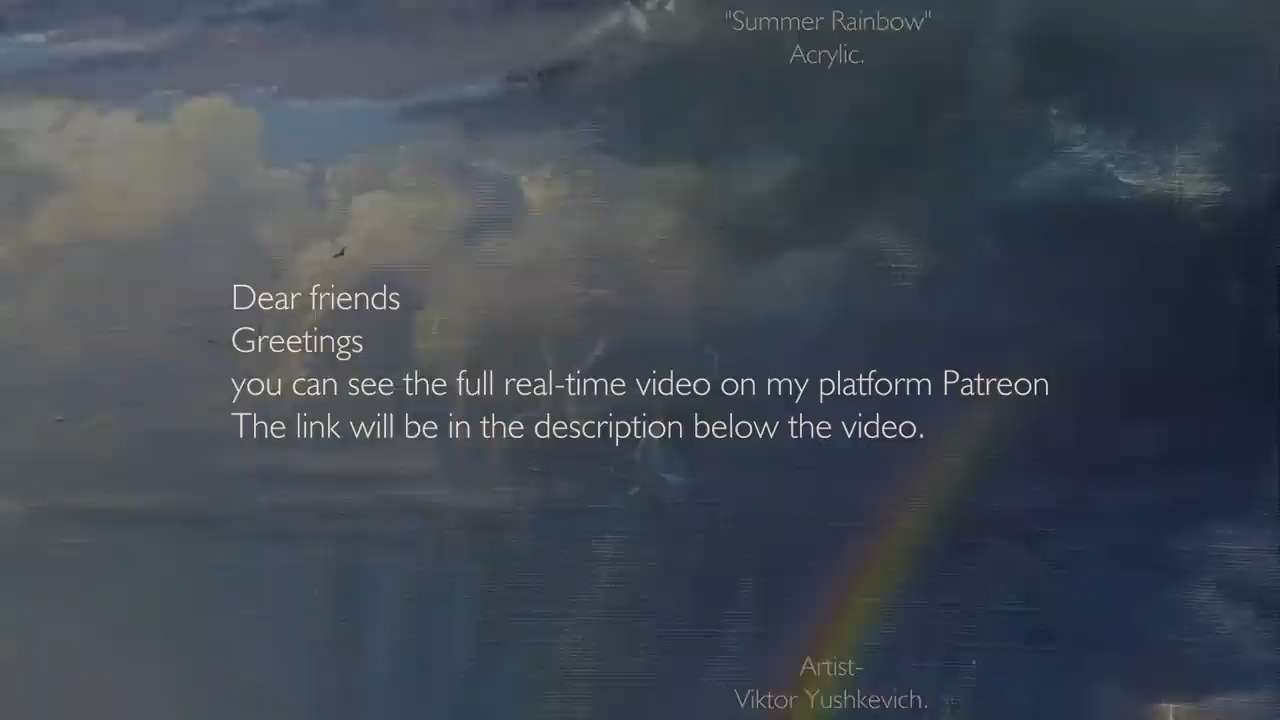 "Summer Rainbow"
Acrylic.
Dear friends
Greetings
you can see the full real-time video on my platform Patreon
The link will be in the description below the video.
Artist-
Viktor Yushkevich.